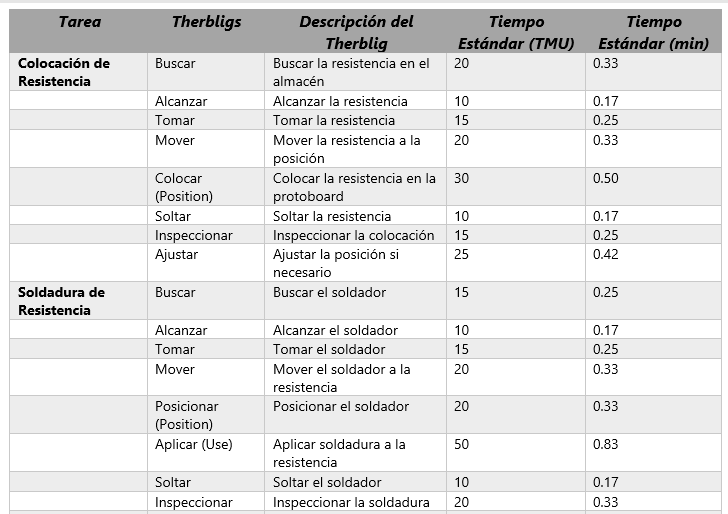 Tarea Therbligs Descripción del Therblig Tiempo Estándar (TMU) Tiempo Estándar (min)
Colocación de Resistencia Buscar Buscar la resistencia en el almacén 20 0.33
Alcanzar Alcanzar la resistencia 10 0.17
Tomar Tomar la resistencia 15 0.25
Mover Mover la resistencia a la posición 20 0.33
Colocar (Position) Colocar la resistencia en la protoboard 30 0.50
Soltar Soltar la resistencia 10 0.17
Inspeccionar Inspeccionar la colocación 15 0.25
Ajustar Ajustar la posición si necesario 25 0.42
Soldadura de Resistencia Buscar Buscar el soldador 15 0.25
Alcanzar Alcanzar el soldador 10 0.17
Tomar Tomar el soldador 15 0.25
Mover Mover el soldador a la resistencia 20 0.33
Posicionar (Position) Posicionar el soldador 20 0.33
Aplicar (Use) Aplicar soldadura a la resistencia 50 0.83
Soltar Soltar el soldador 10 0.17
Inspeccionar Inspeccionar la soldadura 20 0.33